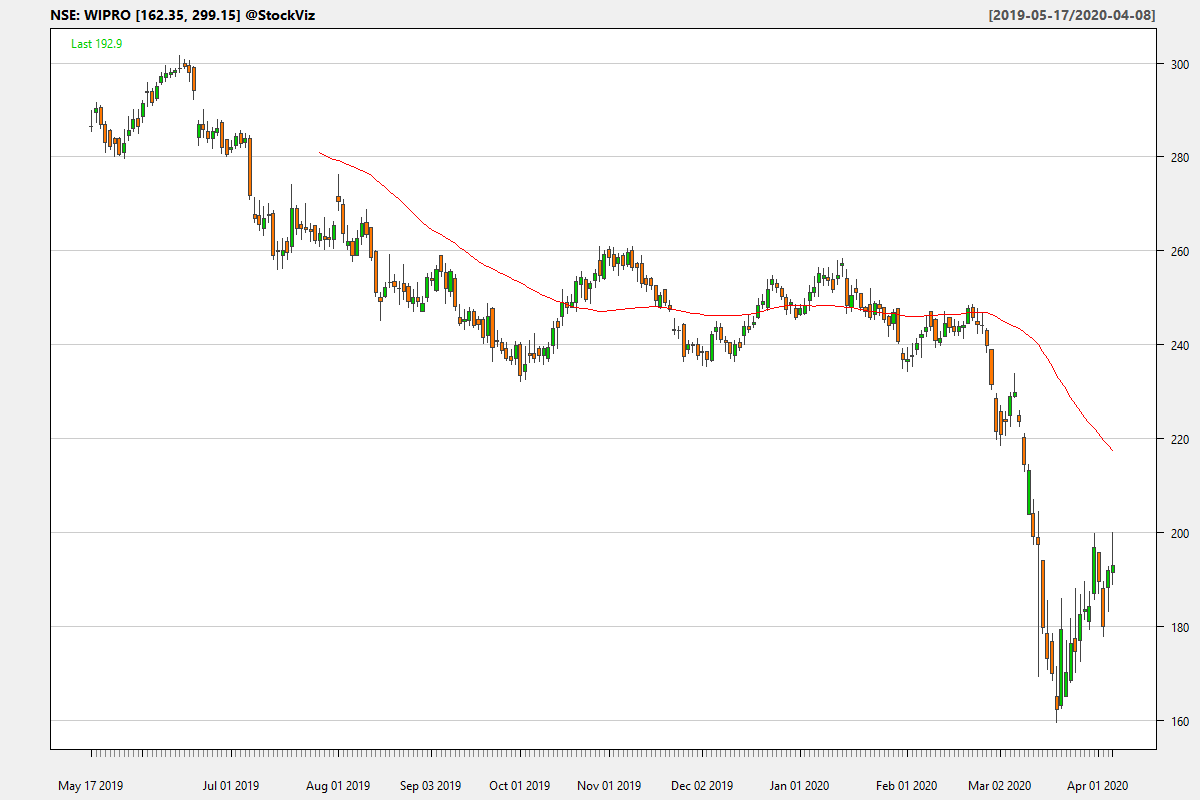 NSE: WIPRO [162.35, 299.15] @StockViz
[2019-05-17/2020-04-08]
Last 192.9
300
280
260
240
220
200
180
160
May 17 2019
Jul 01 2019
Aug 01 2019
Sep 03 2019
Oct 01 2019
Nov 01 2019
Dec 02 2019
Jan 01 2020
Feb 01 2020
Mar 02 2020
Apr 01 2020